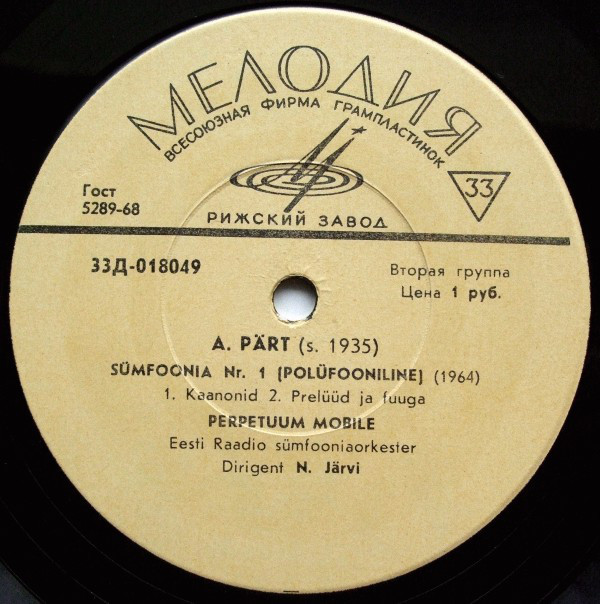 МЕЛОДИЯ
ВСЕСОЮЗНАЯ ФИРМА ГРАМПЛАСТИНОК
33
Гост
5289-68
РИЖСКИЙ ЗАВОД
33Д-018049
Вторая группа
Цена 1 руб.
A. PÄRT (s. 1935)
SÜMFOONIA Nr. 1 (POLÜFOONILINE) (1964)
1. Kaanonid 2. Prelüüd ja fuuga
PERPETUUM MOBILE
Eesti Raadio sümfooniaorkester
Dirigent N. Järvi